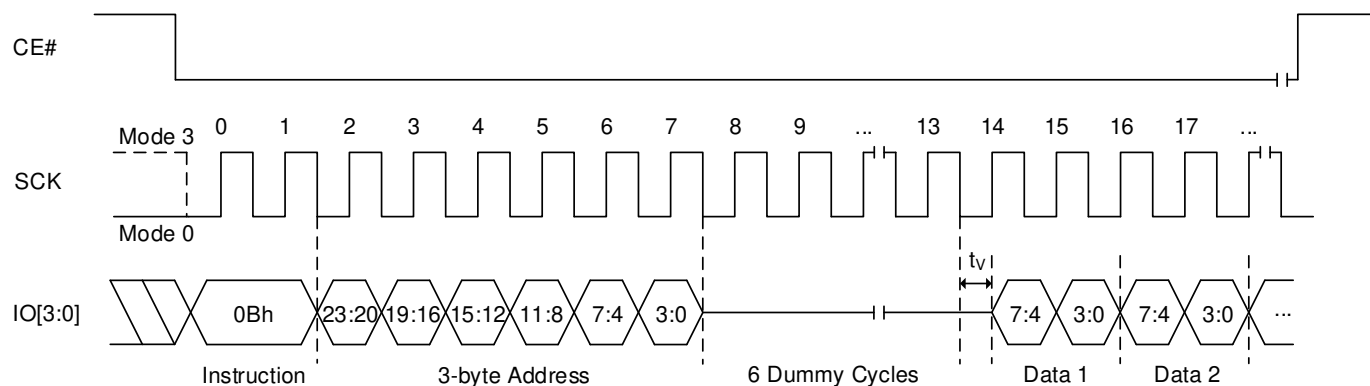 CE#
0 1 2 3 4 5 6 7 8 9 ... 13 14 15 16 17 ...
Mode 3
SCK
Mode 0
tV
IO[3:0] 0Bh 23:20 19:16 15:12 11:8 7:4 3:0 7:4 3:0 7:4 3:0 ...
Instruction 3-byte Address 6 Dummy Cycles Data 1 Data 2